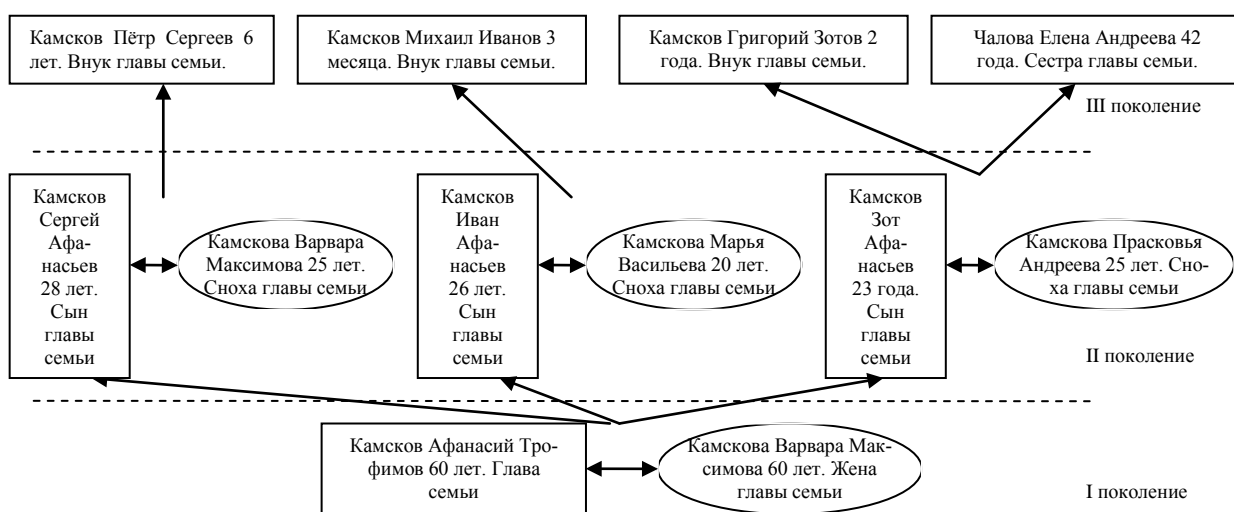 Камсков Пётр Сергеев 6
лет. Внук главы семьи.
Камсков Михаил Иванов 3
месяца. Внук главы семьи.
Камсков Григорий Зотов 2
года. Внук главы семьи.
Чалова Елена Андреева 42
года. Сестра главы семьи.
III поколение
Камсков
Сергей
Афа-
насьев
28 лет.
Сын
главы
семьи
Камскова Варвара
Максимова 25 лет.
Сноха главы семьи
Камсков
Иван
Афа-
насьев
26 лет.
Сын
главы
семьи
Камскова Марья
Васильева 20 лет.
Сноха главы семьи
Камсков
Зот
Афа-
насьев
23 года.
Сын
главы
семьи
Камскова Прасковья
Андреева 25 лет. Сно-
ха главы семьи
II поколение
Камсков Афанасий Тро-
фимов 60 лет. Глава
семьи
Камскова Варвара Мак-
симова 60 лет. Жена
главы семьи
I поколение